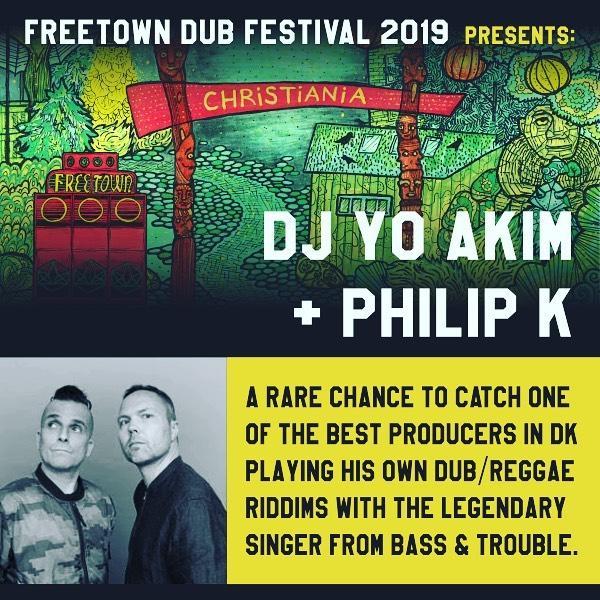 FREETOWN DUB FESTIVAL 2019 PRESENTS:
CHRISTIANIA
FREETOWN
DJ YO AKIM
+ PHILIP K
A RARE CHANCE TO CATCH ONE
OF THE BEST PRODUCERS IN DK
PLAYING HIS OWN DUB/REGGAE
RIDDIMS WITH THE LEGENDARY
SINGER FROM BASS & TROUBLE.